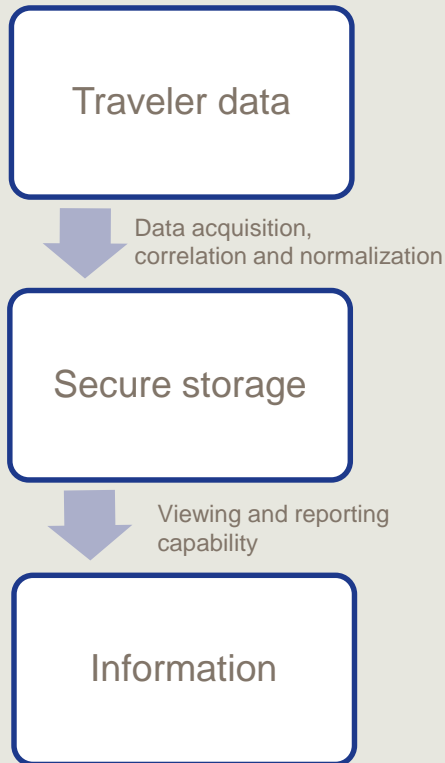 Traveler data
Data acquisition,
correlation and normalization
Secure storage
Viewing and reporting
capability
Information